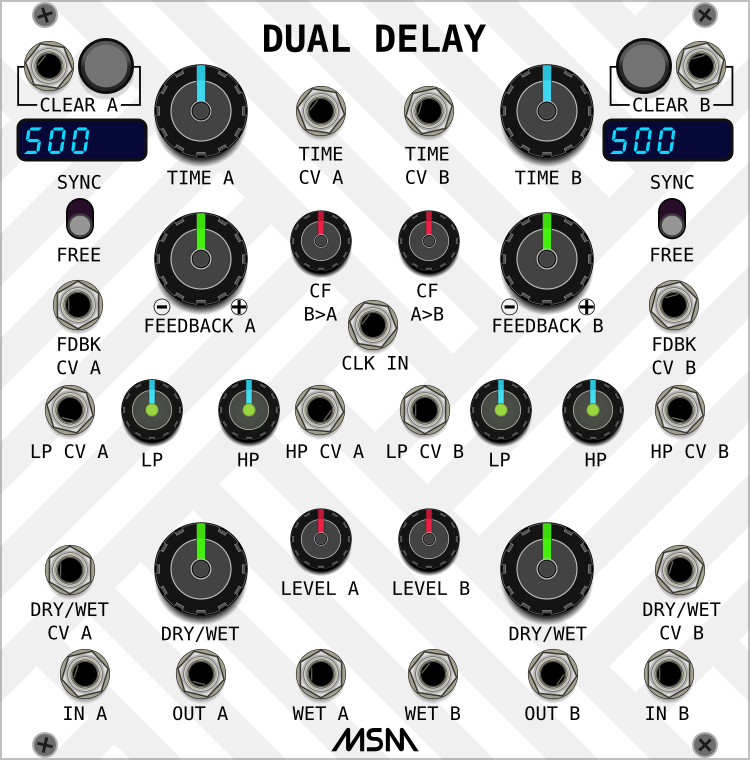 DUAL DELAY
CLEAR A
CLEAR B
500
500
TIME
CV A
TIME
CV B
TIME A
TIME B
SYNC
SYNC
FREE
FREE
CF
B>A
CF
A>B
FEEDBACK A
FEEDBACK B
FDBK
CV A
CLK IN
FDBK
CV B
LP CV A
LP
HP
HP CV A
LP CV B
LP
HP
HP CV B
LEVEL A
LEVEL B
DRY/WET
CV A
DRY/WET
DRY/WET
DRY/WET
CV B
IN A
OUT A
WET A
WET B
OUT B
IN B
MSM